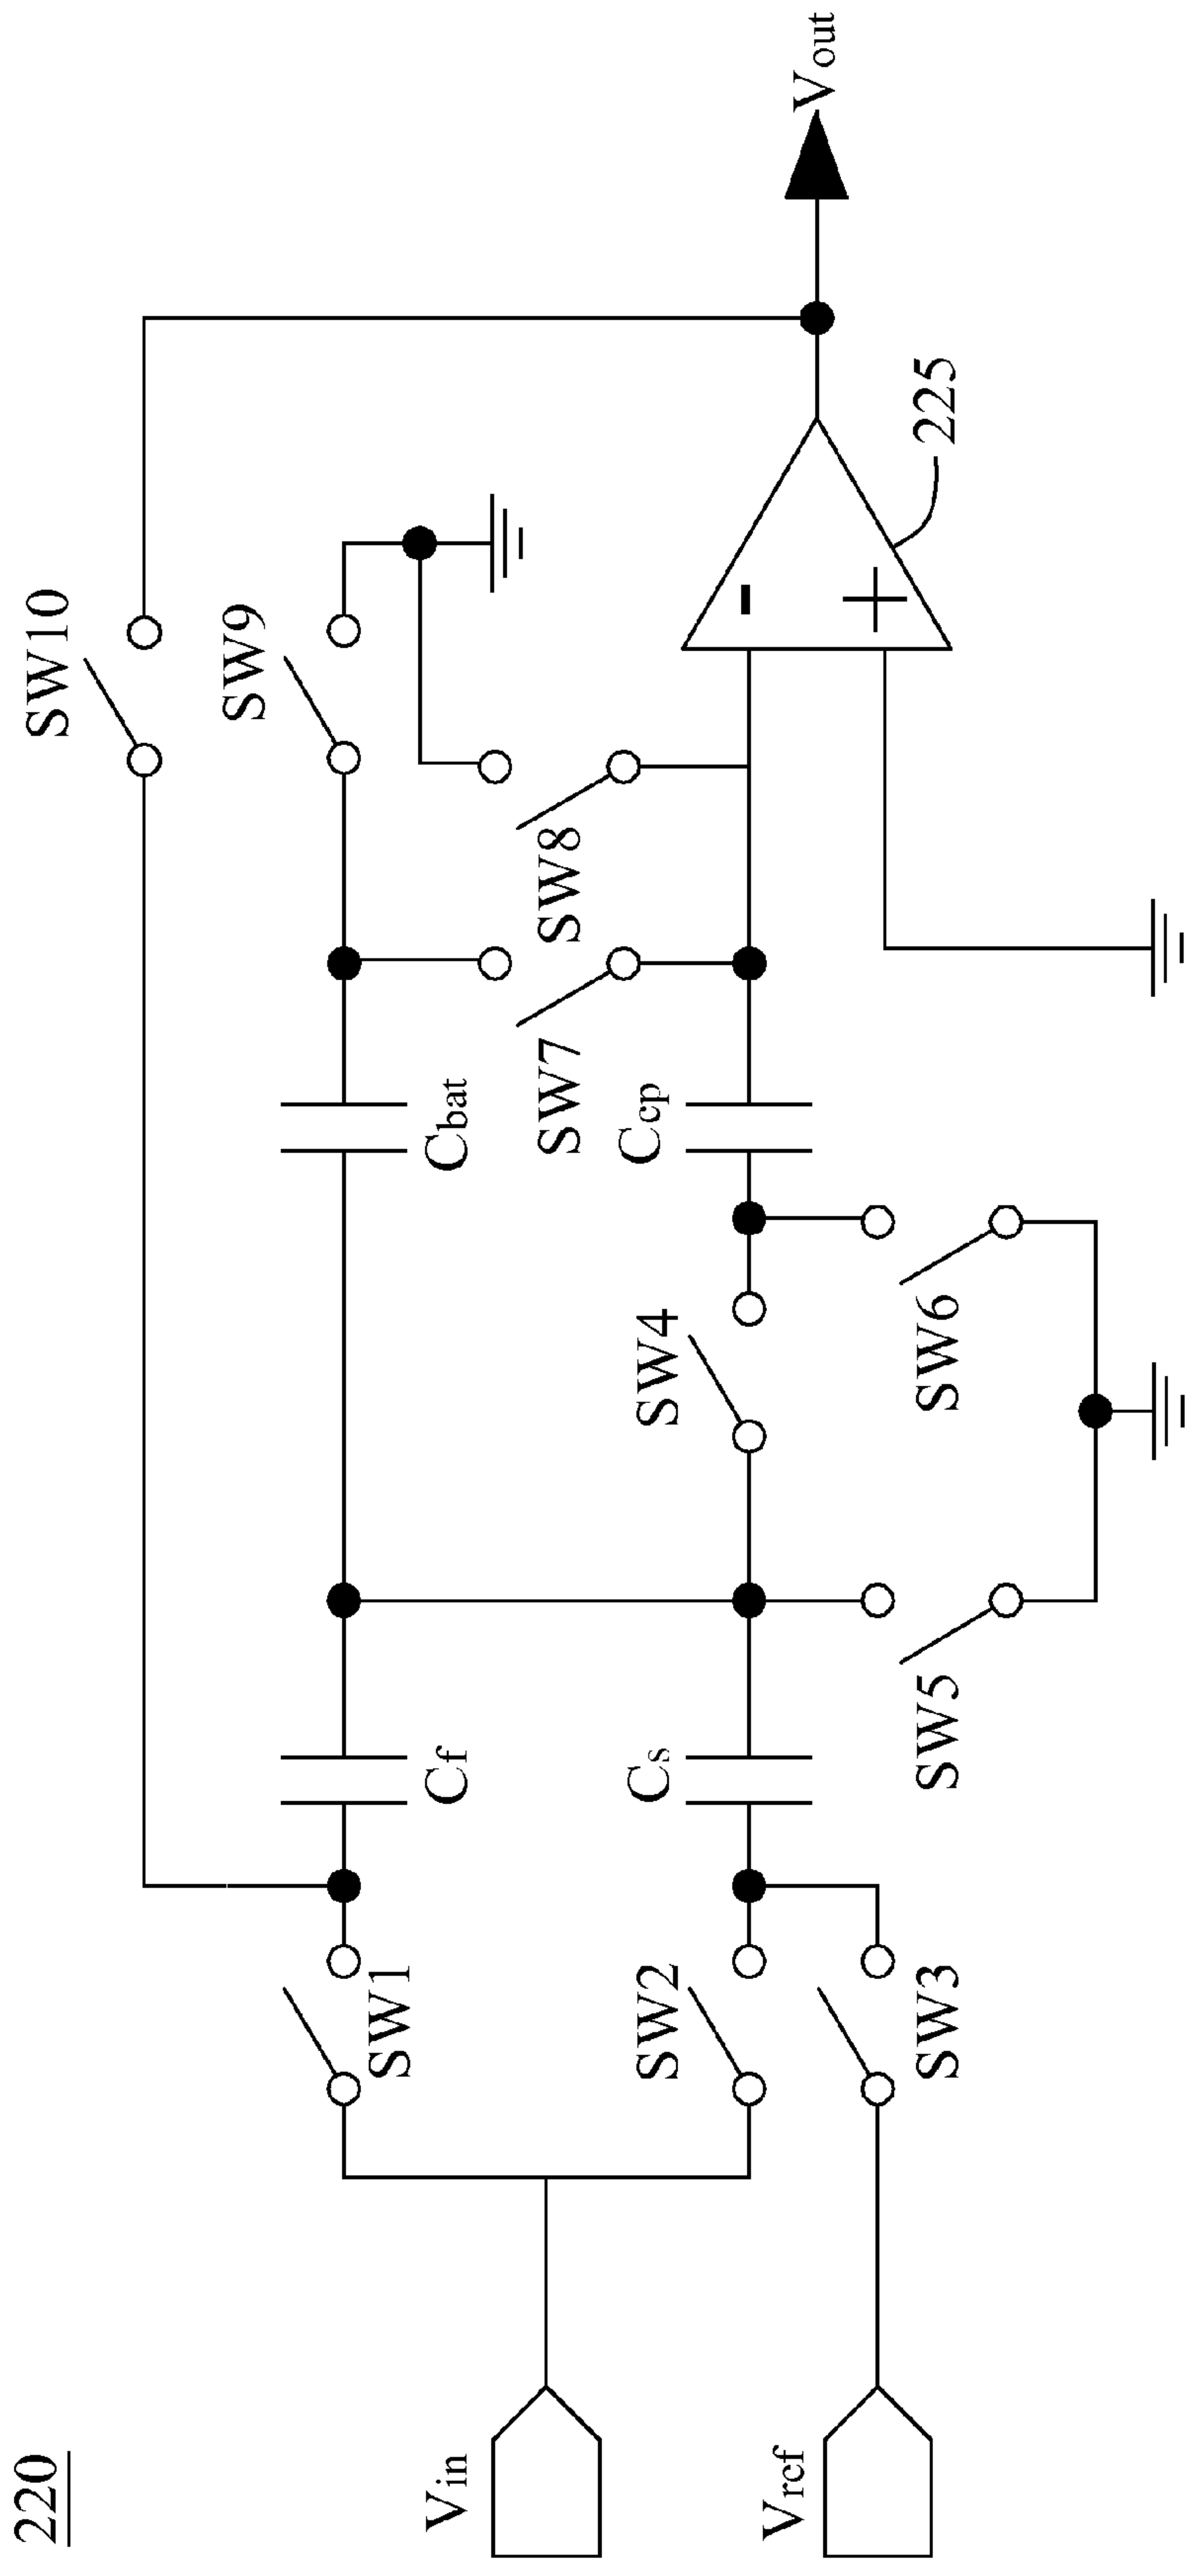 220
SW10
SW9
SW1
Cf
Cbat
Vin
SW7
SW8
SW2
Cs
SW4
Ccp
Vout
Vref
SW3
SW5
SW6
225
-
+